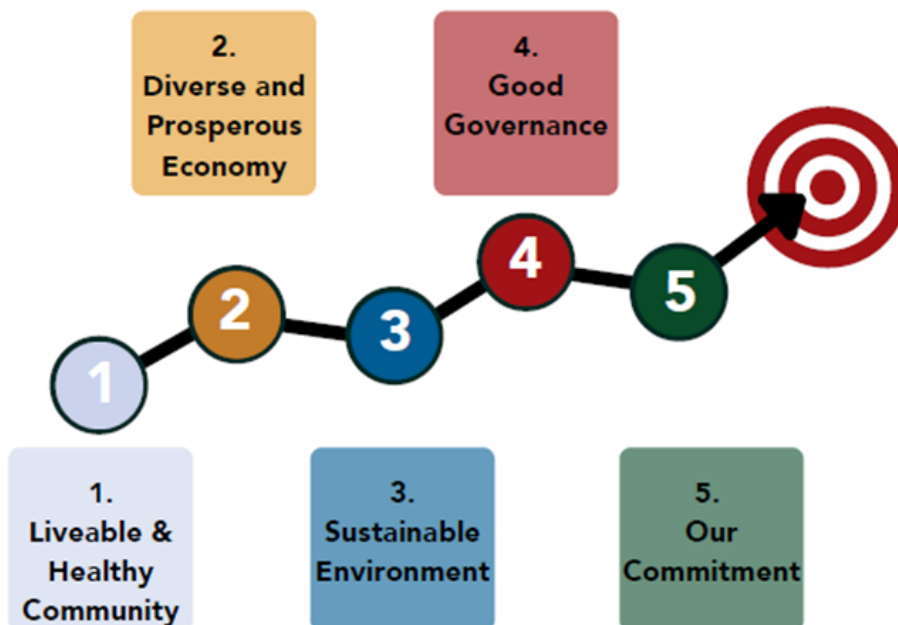 2.
Diverse and
Prosperous
Economy
4.
Good
Governance
1
2
3
4
5
1.
Liveable &
Healthy
Community
3.
Sustainable
Environment
5.
Our
Commitment